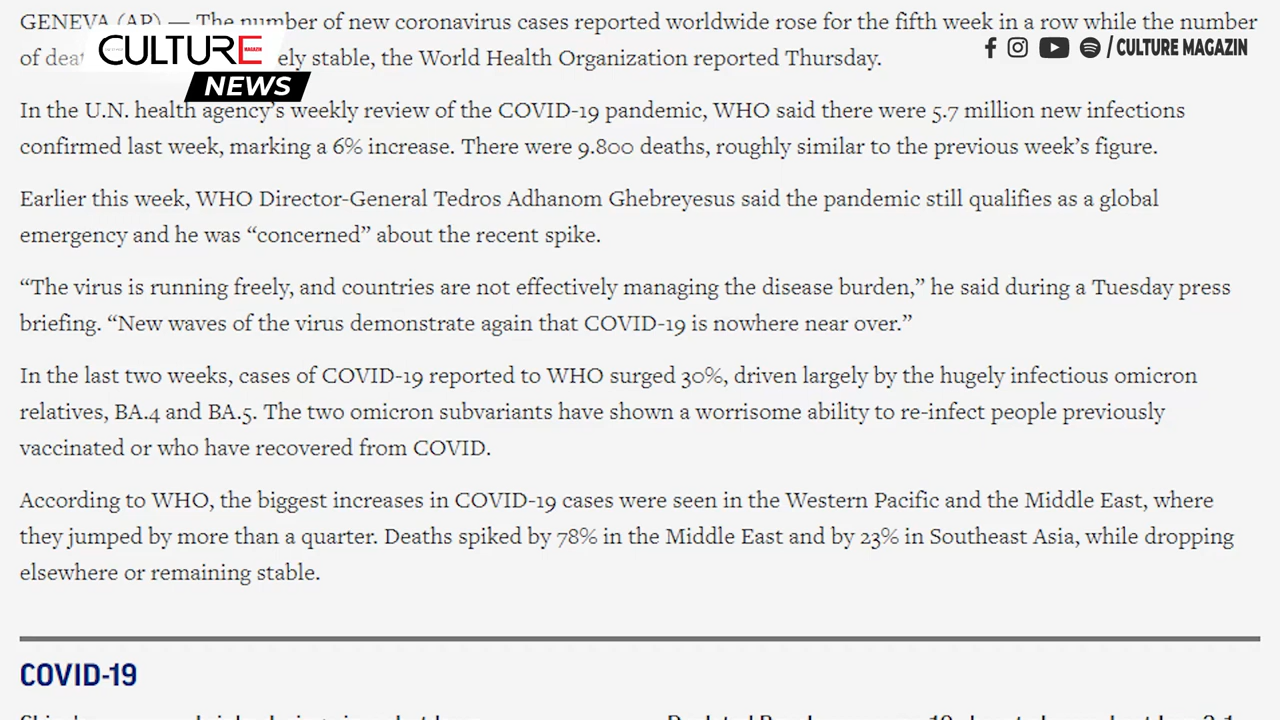 GENEVA (AP) — The number of new coronavirus cases reported worldwide rose for the fifth week in a row while the number
CULTURE
MAGAZIN
NEWS
/ CULTURE MAGAZIN
of ely stable, the World Health Organization reported Thursday.
In the U.N. health agency’s weekly review of the COVID-19 pandemic, WHO said there were 5.7 million new infections
confirmed last week, marking a 6% increase. There were 9.800 deaths, roughly similar to the previous week’s figure.
Earlier this week, WHO Director-General Tedros Adhanom Ghebreyesus said the pandemic still qualifies as a global
emergency and he was “concerned” about the recent spike.
“The virus is running freely, and countries are not effectively managing the disease burden,” he said during a Tuesday press
briefing. “New waves of the virus demonstrate again that COVID-19 is nowhere near over.”
In the last two weeks, cases of COVID-19 reported to WHO surged 30%, driven largely by the hugely infectious omicron
relatives, BA.4 and BA.5. The two omicron subvariants have shown a worrisome ability to re-infect people previously
vaccinated or who have recovered from COVID.
According to WHO, the biggest increases in COVID-19 cases were seen in the Western Pacific and the Middle East, where
they jumped by more than a quarter. Deaths spiked by 78% in the Middle East and by 23% in Southeast Asia, while dropping
elsewhere or remaining stable.
COVID-19